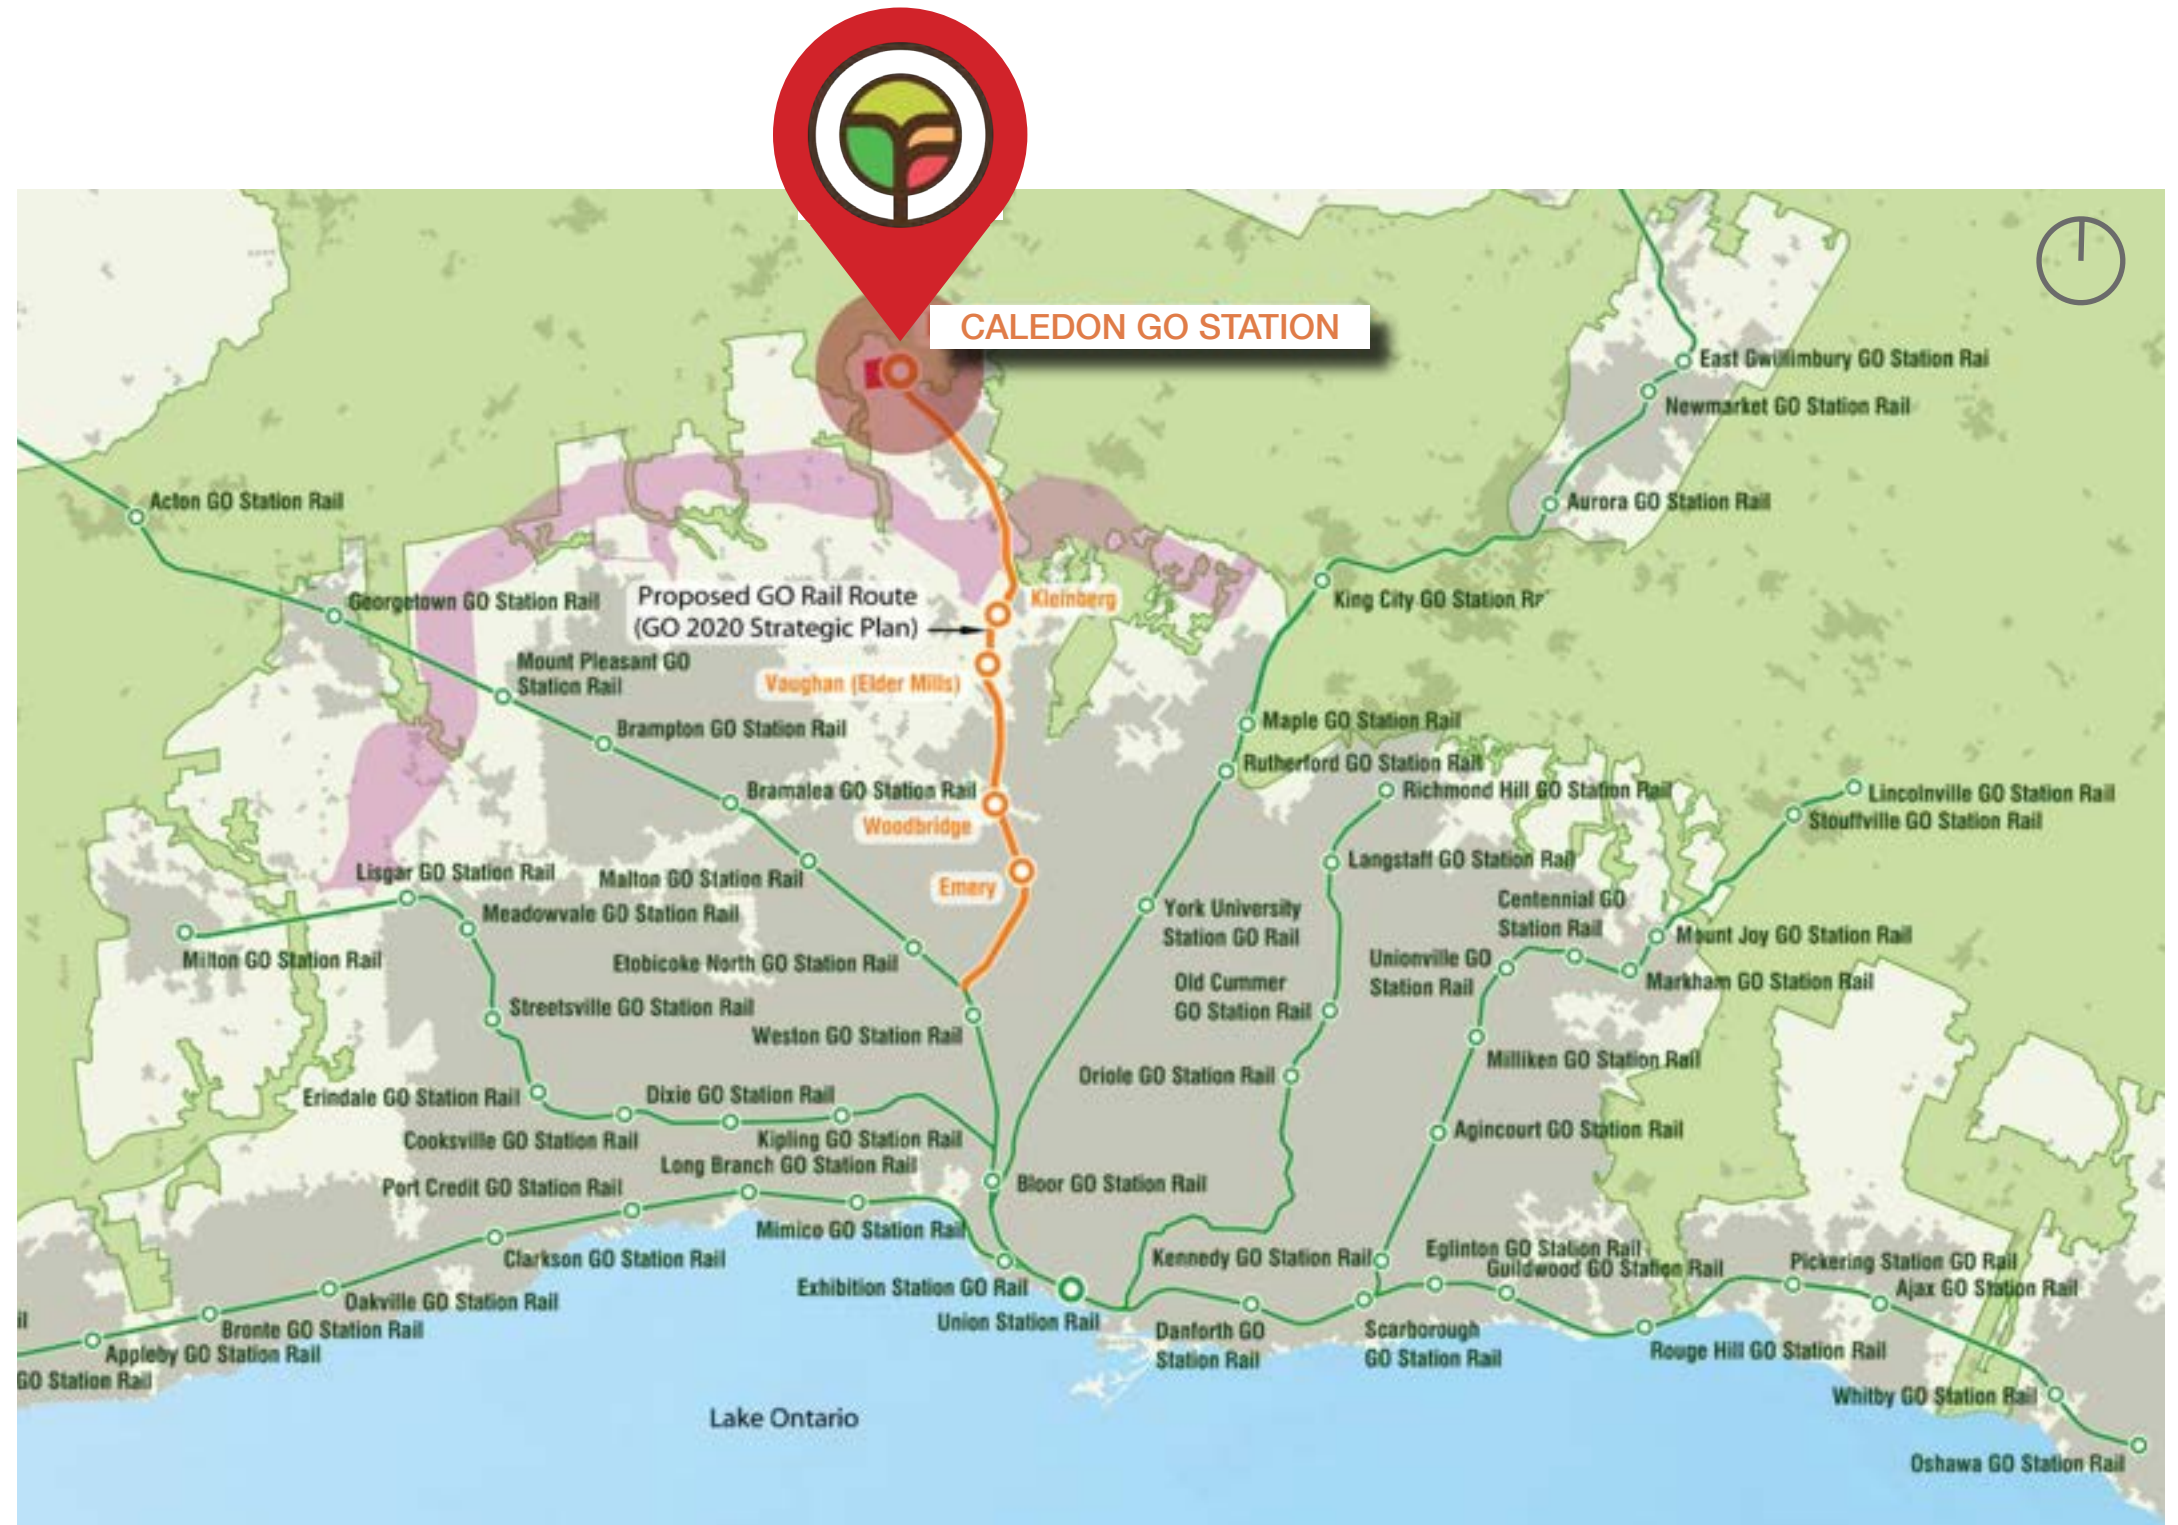 CALEDON GO STATION
East Gwillimbury GO Station Rai
Newmarket GO Station Rail
Acton GO Station Rail
Aurora GO Station Rail
Georgetown GO Station Rail
Proposed GO Rail Route
(GO 2020 Strategic Plan)
Kleinberg
King City GO Station
Mount Pleasant GO
Station Rail
Vaughan (Elder Mills)
Brampton GO Station Rail
Maple GO Station Rail
Rutherford GO Station Rail
Bramalea GO Station Rail
Richmond Hill GO Station Rail
Lincolnville GO Station Rail
Stouffville GO Station Rail
Woodbridge
Langstaff GO Station Rail
Lisgar GO Station Rail
Malton GO Station Rail
Emery
Centennial GO
Station Rail
Meadowvale GO Station Rail
York University
Station GO Rail
Mount Joy GO Station Rail
Milton GO Station Rail
Etobicoke North GO Station Rail
Unionville GO
Station Rail
Old Cummer
GO Station Rail
Markham GO Station Rail
Streetsville GO Station Rail
Weston GO Station Rail
Milliken GO Station Rail
Oriole GO Station Rail
Erindale GO Station Rail
Dixie GO Station Rail
Cooksville GO Station Rail
Kipling GO Station Rail
Agincourt GO Station Rail
Long Branch GO Station Rail
Port Credit GO Station Rail
Bloor GO Station Rail
Mimico GO Station Rail
Clarkson GO Station Rail
Kennedy GO Station Rail
Eglinton GO Station Rail
Guildwood GO Station Rail
Pickering Station GO Rail
Ajax GO Station Rail
Exhibition Station GO Rail
Oakville GO Station Rail
Union Station Rail
il
Bronte GO Station Rail
Danforth GO
Station Rail
Scarborough
GO Station Rail
Appleby GO Station Rail
Rouge Hill GO Station Rail
GO Station Rail
Whitby GO Station Rail
Lake Ontario
Oshawa GO Station Rail